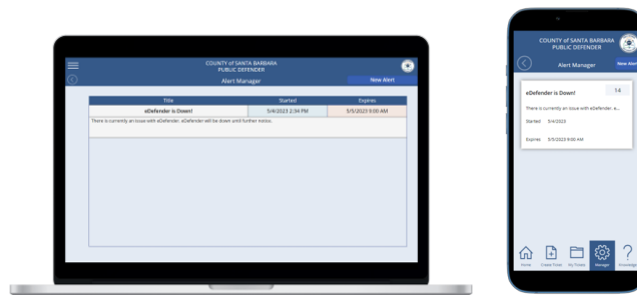 COUNTY of SANTA BARBARA
PUBLIC DEFENDER
Alert Manager
New Alert
Title Started Expires
eDefender is Down! 5/4/2023 2:34 PM 5/5/2023 9:00 AM
There is currently an issue with eDefender. eDefender will be down until further notice.
COUNTY of SANTA BARBARA
PUBLIC DEFENDER
Alert Manager
New Alert
eDefender is Down! 14
There is currently an issue with eDefender. e...
Started 5/4/2023
Expires 5/5/2023 9:00 AM
Home Create Ticket My Tickets Manager Knowledge